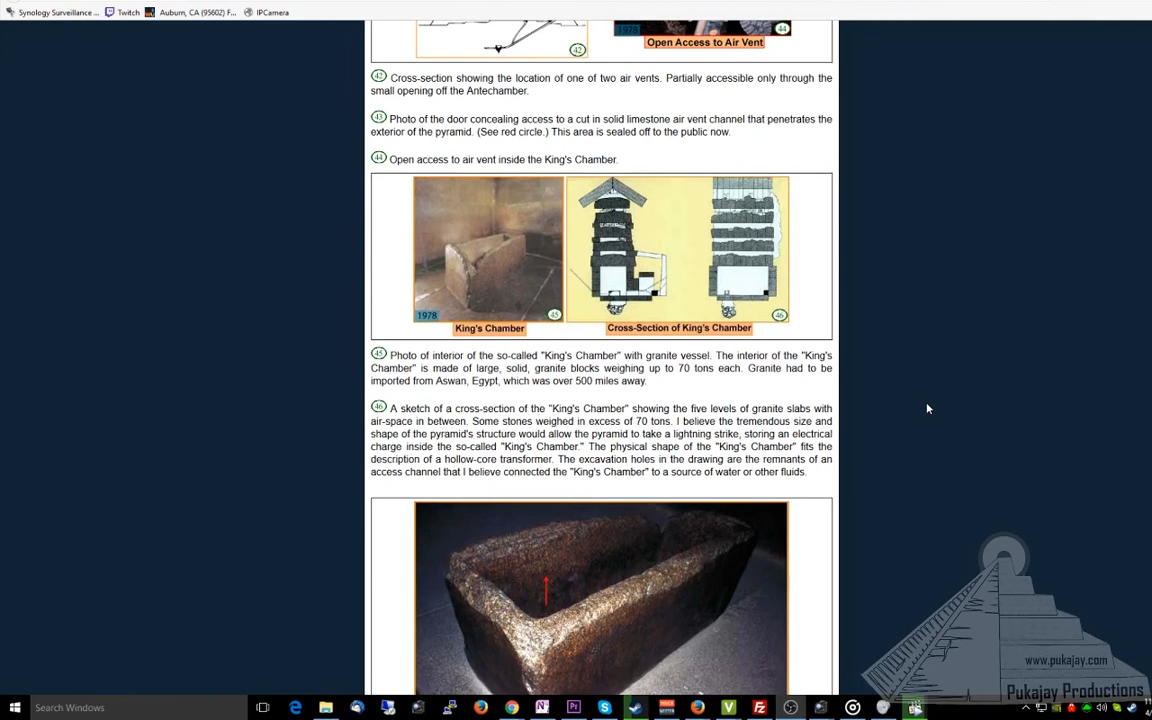 Synology Surveillance ...
Twitch
Auburn, CA (95602) F...
IPCamera
42
1978
44
Open Access to Air Vent
42 Cross-section showing the location of one of two air vents. Partially accessible only through the
small opening off the Antechamber.
43 Photo of the door concealing access to a cut in solid limestone air vent channel that penetrates the
exterior of the pyramid. (See red circle.) This area is sealed off to the public now.
44 Open access to air vent inside the King's Chamber.
1978
45
46
King's Chamber
Cross-Section of King's Chamber
45 Photo of interior of the so-called "King's Chamber" with granite vessel. The interior of the "King's
Chamber" is made of large, solid, granite blocks weighing up to 70 tons each. Granite had to be
imported from Aswan, Egypt, which was over 500 miles away.
46 A sketch of a cross-section of the "King's Chamber" showing the five levels of granite slabs with
air-space in between. Some stones weighed in excess of 70 tons. I believe the tremendous size and
shape of the pyramid's structure would allow the pyramid to take a lightning strike, storing an electrical
charge inside the so-called "King's Chamber." The physical shape of the "King's Chamber" fits the
description of a hollow-core transformer. The excavation holes in the drawing are the remnants of an
access channel that I believe connected the "King's Chamber" to a source of water or other fluids.
www.pukajay.com
Pukajay Productions
Search Windows